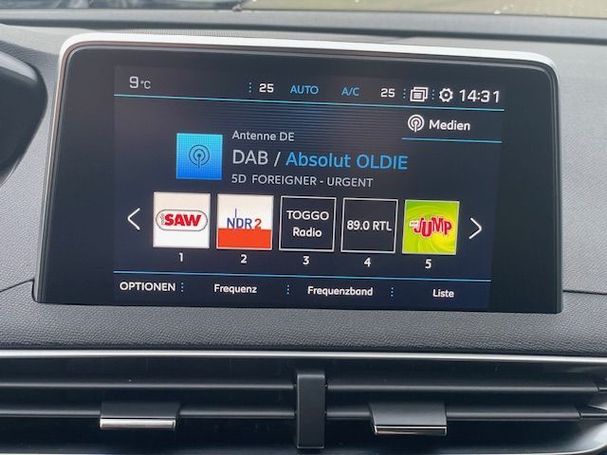 9 °C 25 AUTO A/C 25 14:31
Medien
Antenne DE
DAB / Absolut OLDIE
5D FOREIGNER - URGENT
SAW NDR 2 TOGGO Radio 89.0 RTL JUMP
1 2 3 4 5
OPTIONEN Frequenz Frequenzband Liste